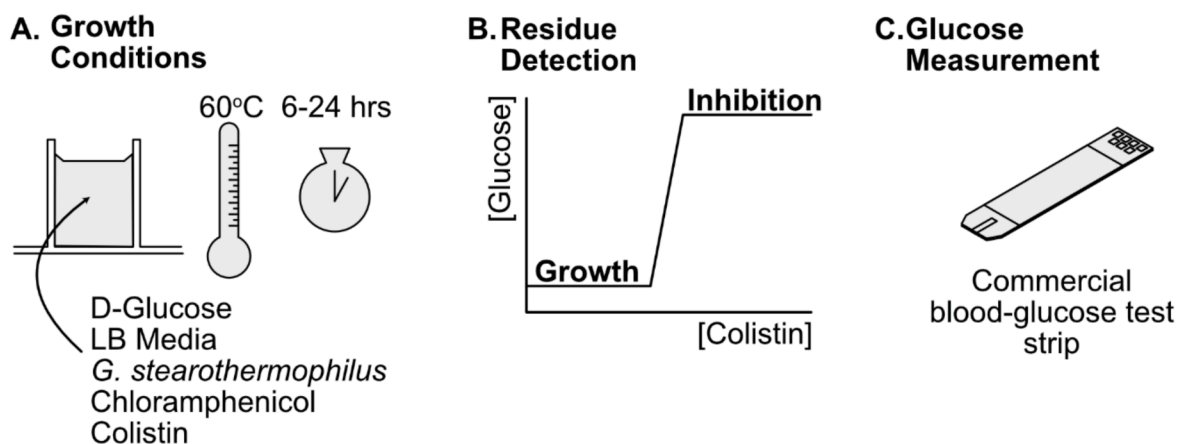 A. Growth
Conditions
60°C 6-24 hrs
D-Glucose
LB Media
G. stearothermophilus
Chloramphenicol
Colistin
B. Residue
Detection
[Glucose]
Inhibition
Growth
[Colistin]
C. Glucose
Measurement
Commercial
blood-glucose test
strip